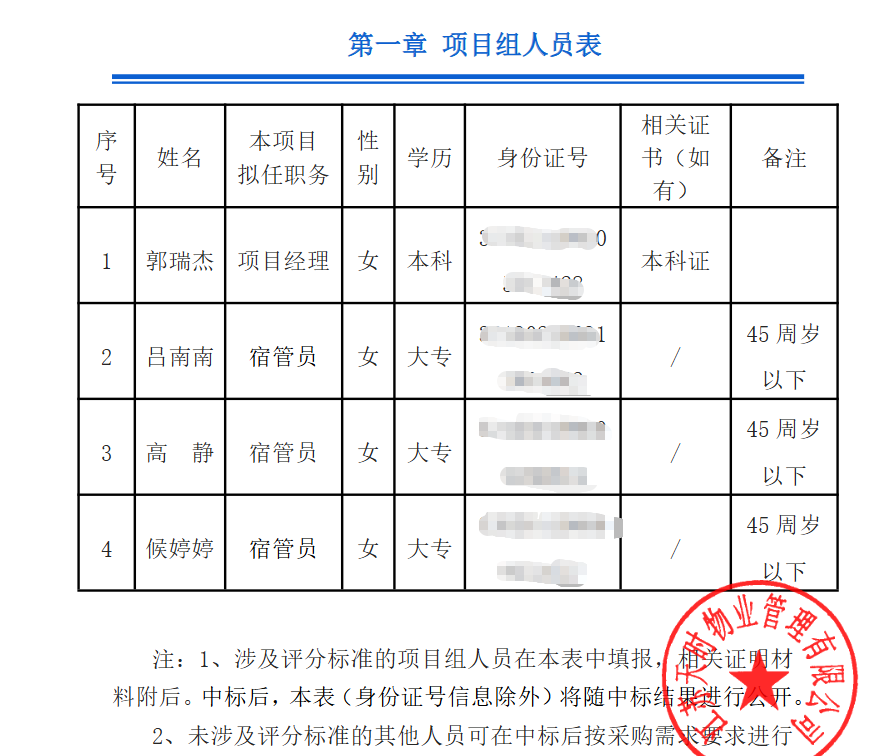 第一章 项目组人员表
序号 姓名 本项目拟任职务 性别 学历 身份证号 相关证书（如有） 备注
1 郭瑞杰 项目经理 女 本科 本科证
2 吕南南 宿管员 女 大专 / 45 周岁以下
3 高 静 宿管员 女 大专 / 45 周岁以下
4 候婷婷 宿管员 女 大专 / 45 周岁以下
注：1、涉及评分标准的项目组人员在本表中填报，相关证明材
料附后。中标后，本表（身份证号信息除外）将随中标结果进行公开。
2、未涉及评分标准的其他人员可在中标后按采购需求要求进行
天时物业管理有限公司